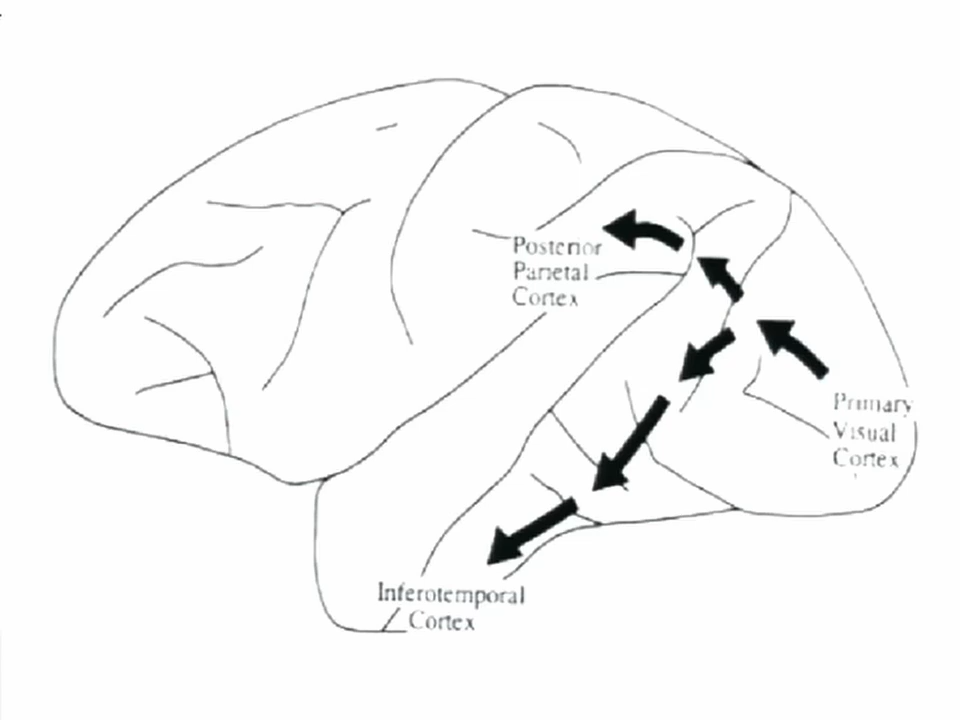 Posterior
Parietal
Cortex
Primary
Visual
Cortex
Inferotemporal
Cortex